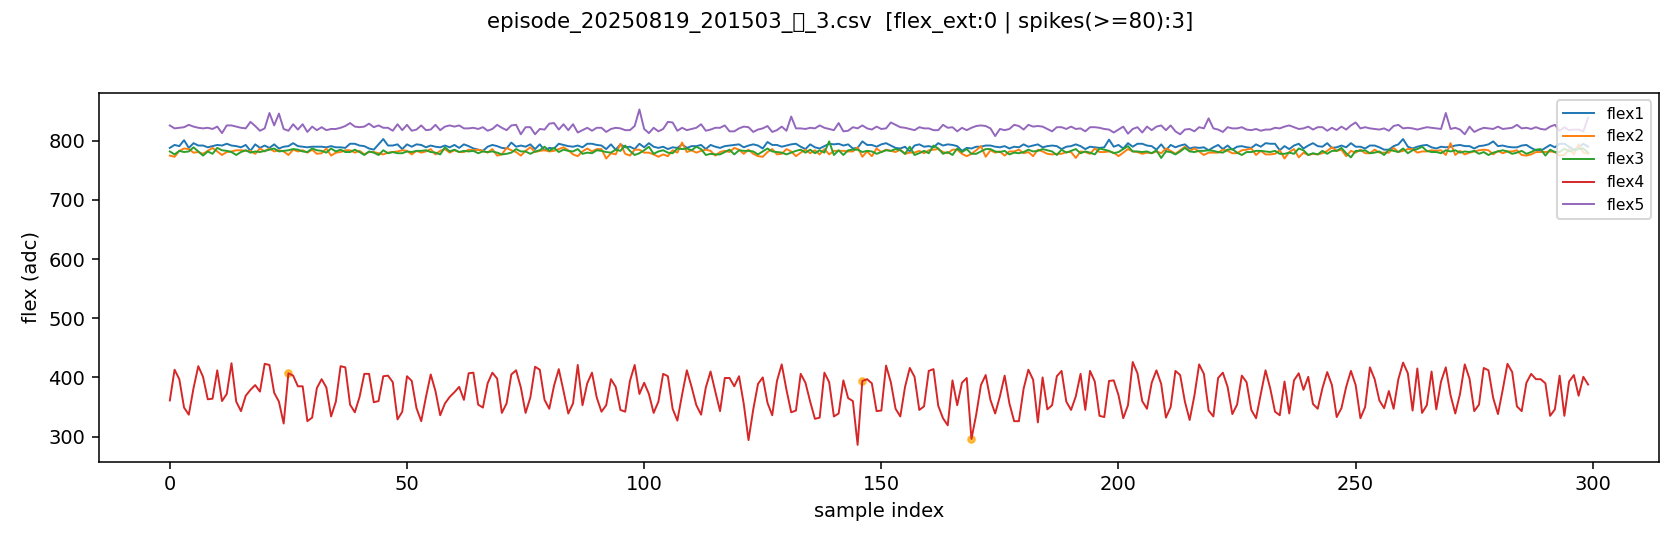 episode_20250819_201503_▯_3.csv [flex_ext:0 | spikes(>=80):3]
flex1
flex2
flex3
flex4
flex5
800
700
600
500
400
300
flex (adc)
0 50 100 150 200 250 300
sample index